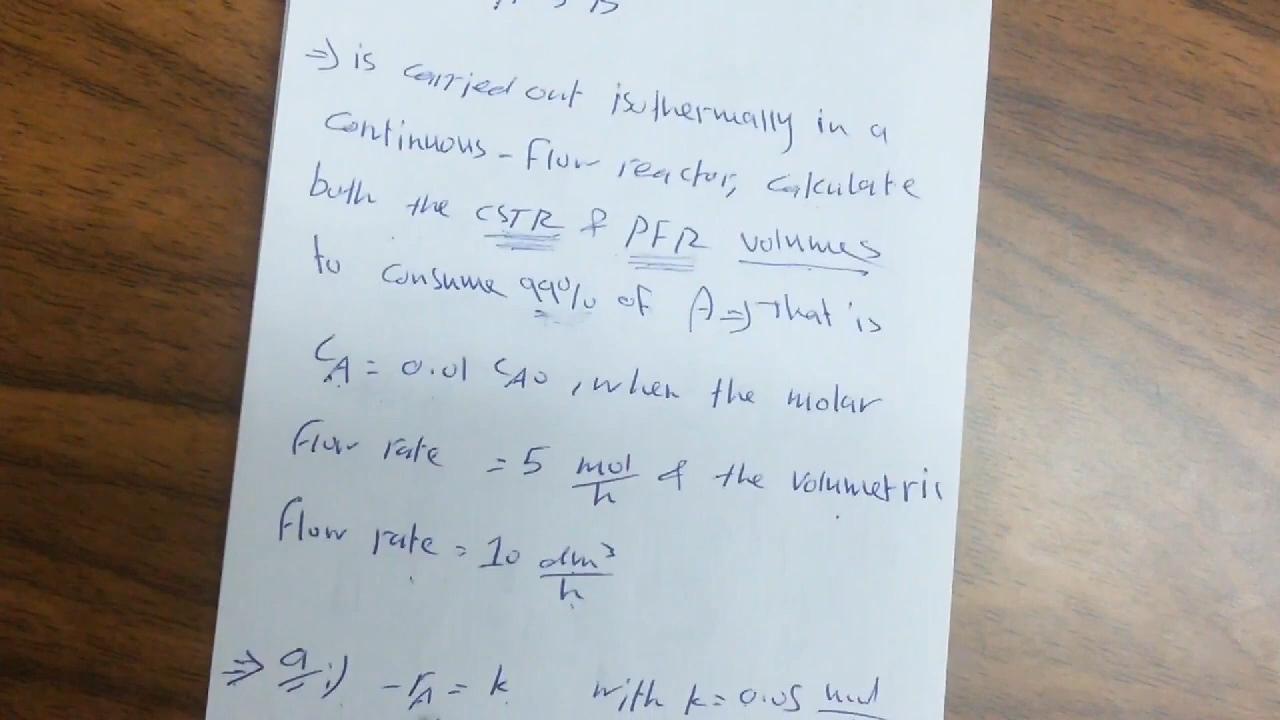 ⇒) is carried out isothermally in a
continuous - flow reactor, calculate
both the CSTR & PFR volumes
to consume 99% of A ⇒) That is
CA = 0.01 CA0 , when the molar
flow rate = 5 mol/h & the volumetric
flow rate = 10 dm³/h
⇒ a/i) -rA = k with k = 0.05 mol